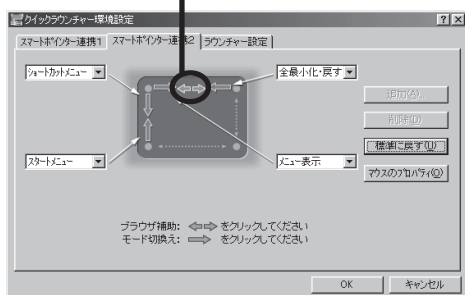 クイックラウンチャー環境設定
スマートポインター連携1 スマートポインター連携2 ラウンチャー設定
ショートカットメニュー 全最小化・戻す
追加(A)...
削除(D)
標準に戻す(U)
スタートメニュー メニュー表示 マウスのプロパティ(O)
ブラウザ補助: をクリックしてください
モード切換え: をクリックしてください
OK キャンセル